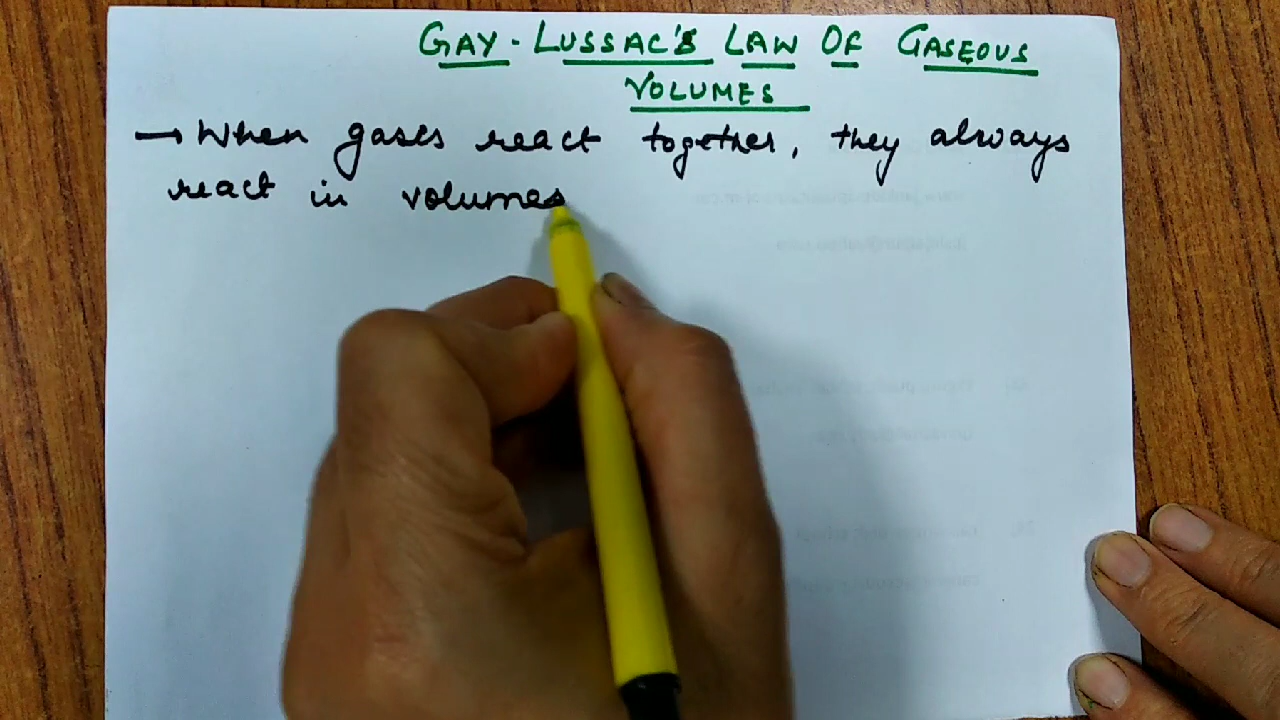 GAY-LUSSAC'S LAW OF GASEOUS
VOLUMES
→ When gases react together, they always
react in volumes